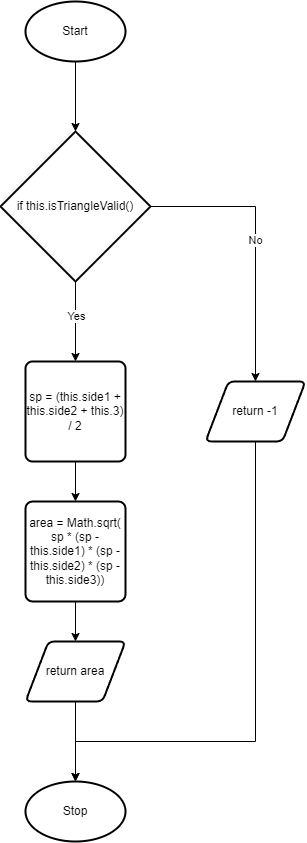 Start
if this.isTriangleValid()
No
Yes
sp = (this.side1 +
this.side2 + this.3)
/ 2
return -1
area = Math.sqrt(
sp * (sp -
this.side1) * (sp -
this.side2) * (sp -
this.side3))
return area
Stop